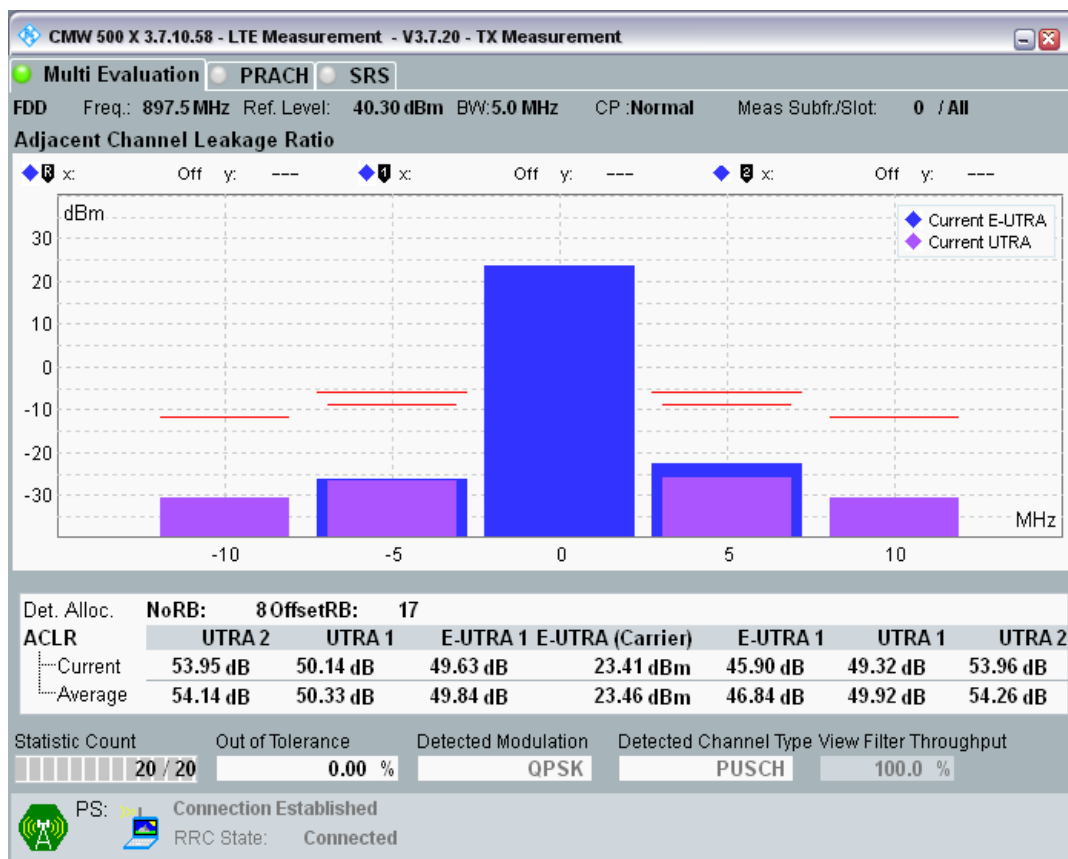 CMW 500 X 3.7.10.58 - LTE Measurement - V3.7.20 - TX Measurement
Multi Evaluation PRACH SRS
FDD Freq.: 897.5 MHz Ref. Level: 40.30 dBm BW:5.0 MHz CP :Normal Meas Subfr./Slot: 0 / All
Adjacent Channel Leakage Ratio
R x: Off y: --- 1 x: Off y: --- 2 x: Off y: ---
dBm
Current E-UTRA
Current UTRA
30
20
10
0
-10
-20
-30
MHz
-10 -5 0 5 10
Det. Alloc. NoRB: 8 OffsetRB: 17
ACLR UTRA 2 UTRA 1 E-UTRA 1 E-UTRA (Carrier) E-UTRA 1 UTRA 1 UTRA 2
Current 53.95 dB 50.14 dB 49.63 dB 23.41 dBm 45.90 dB 49.32 dB 53.96 dB
Average 54.14 dB 50.33 dB 49.84 dB 23.46 dBm 46.84 dB 49.92 dB 54.26 dB
Statistic Count Out of Tolerance Detected Modulation Detected Channel Type View Filter Throughput
20 / 20 0.00 % QPSK PUSCH 100.0 %
PS: Connection Established
RRC State: Connected